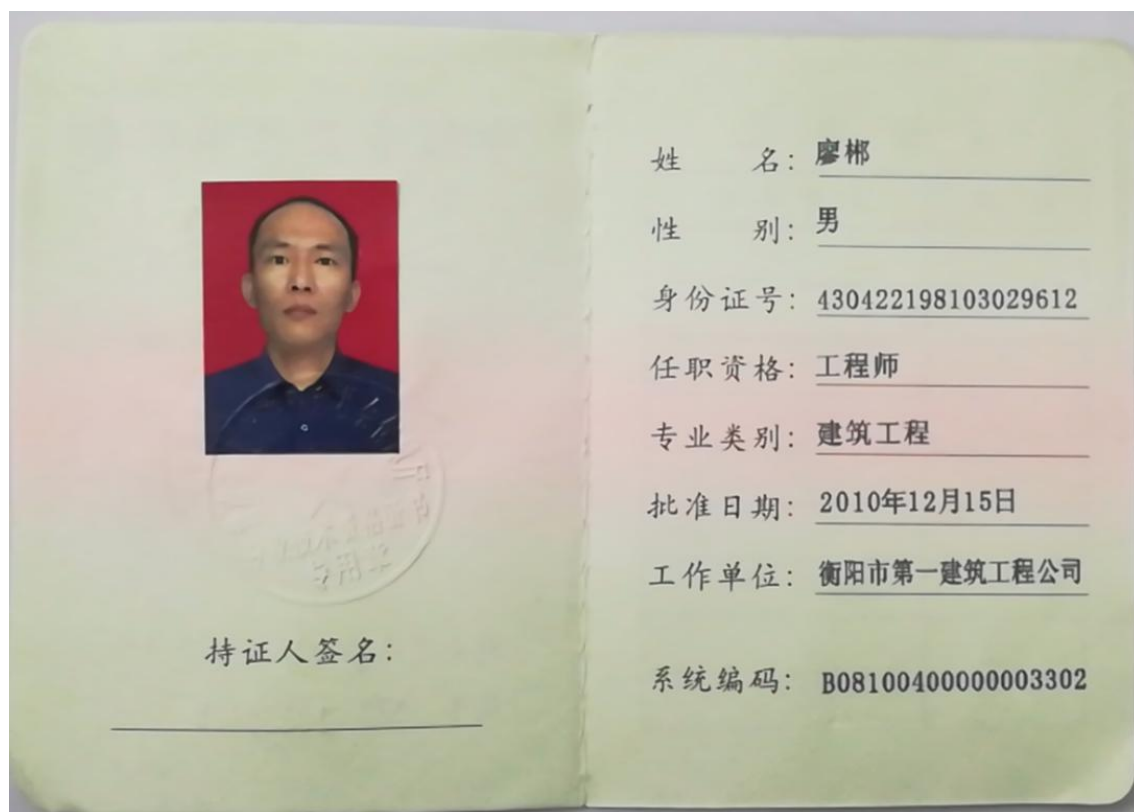 持证人签名:
姓 名: 廖郴
性 别: 男
身份证号: 430422198103029612
任职资格: 工程师
专业类别: 建筑工程
批准日期: 2010年12月15日
工作单位: 衡阳市第一建筑工程公司
系统编码: B08100400000003302